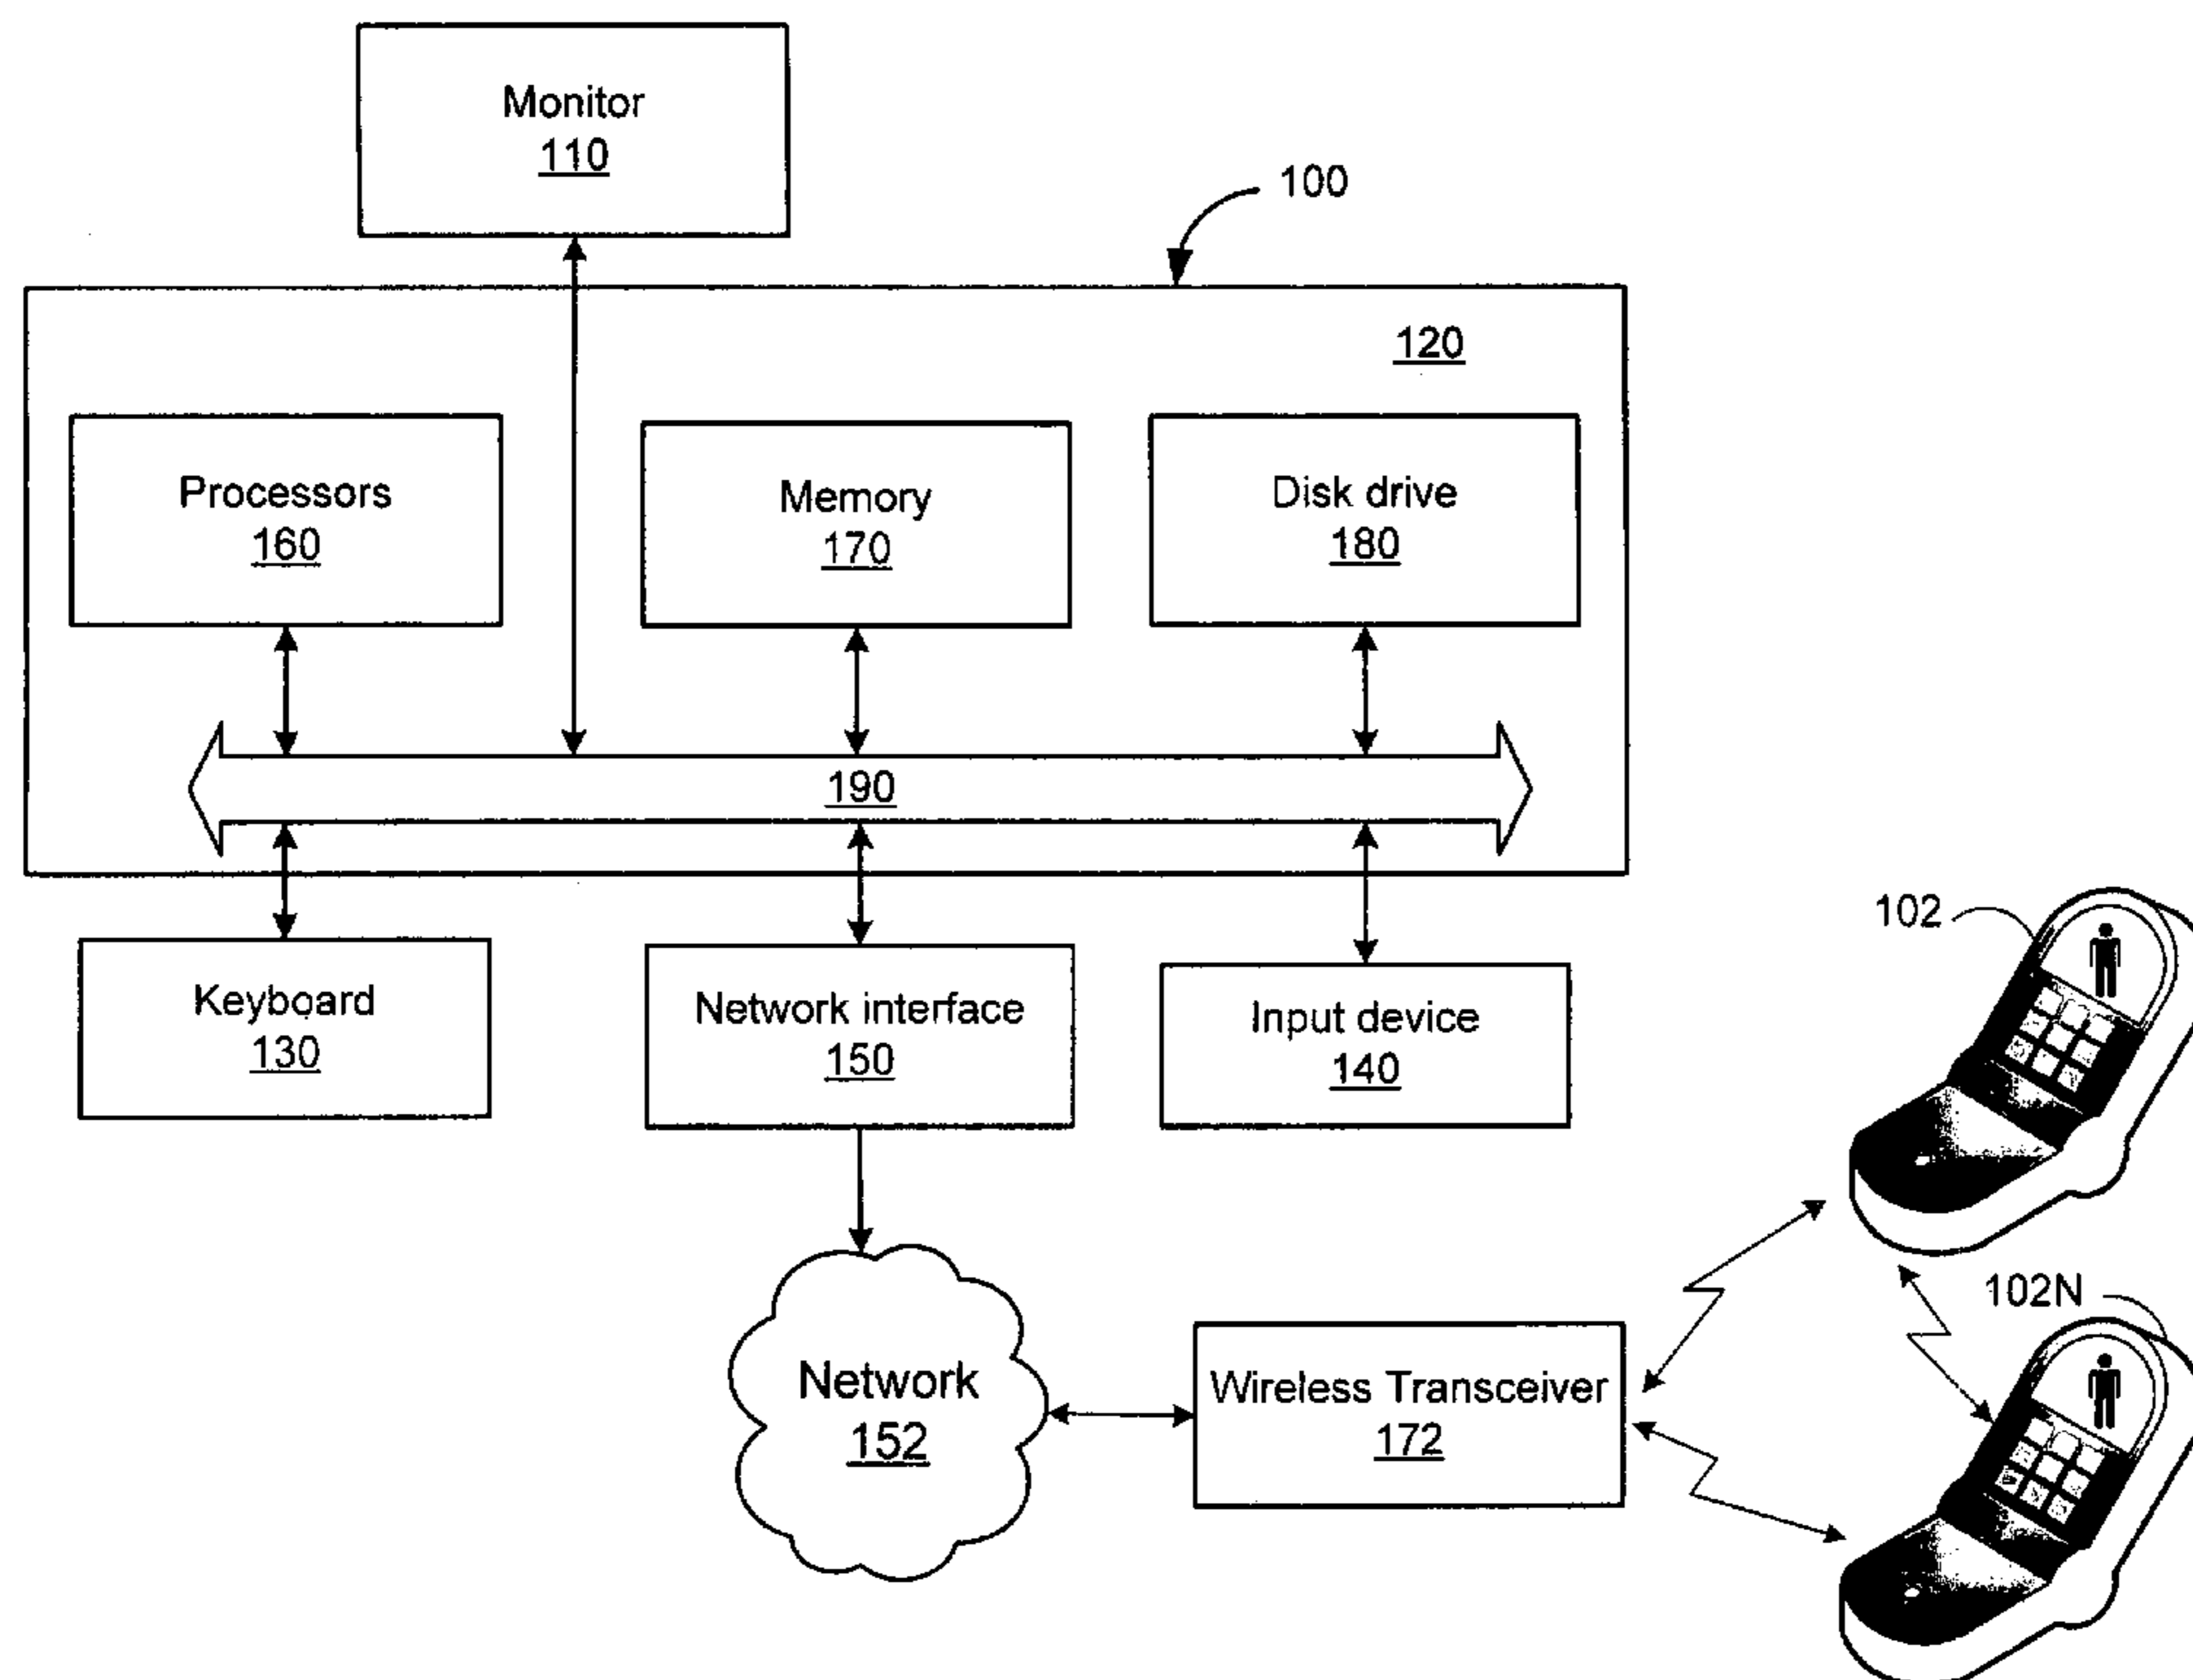 Monitor
110
100
120
Processors
160
Memory
170
Disk drive
180
190
Keyboard
130
Network interface
150
Input device
140
102
102N
Network
152
Wireless Transceiver
172